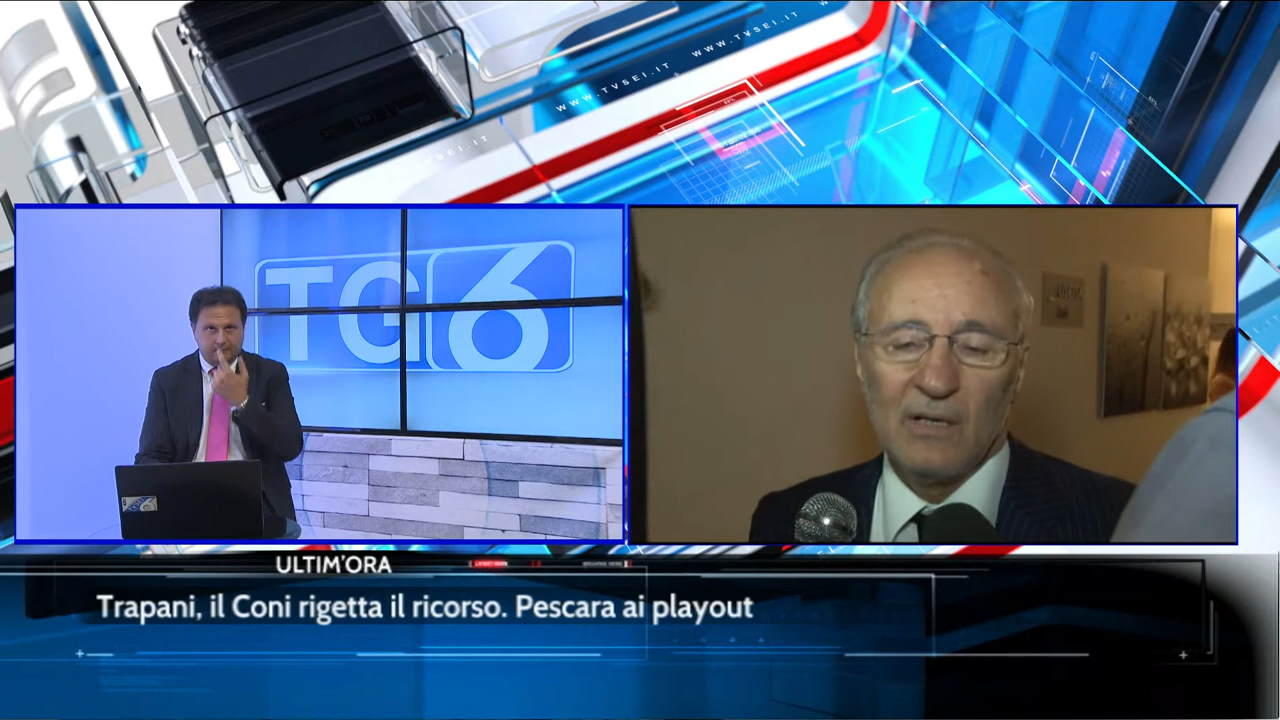 WWW.TVSEI.IT
WWW.TVSEI.IT
VSEI.IT
TG6
ULTIM'ORA
Trapani, il Coni rigetta il ricorso. Pescara ai playout